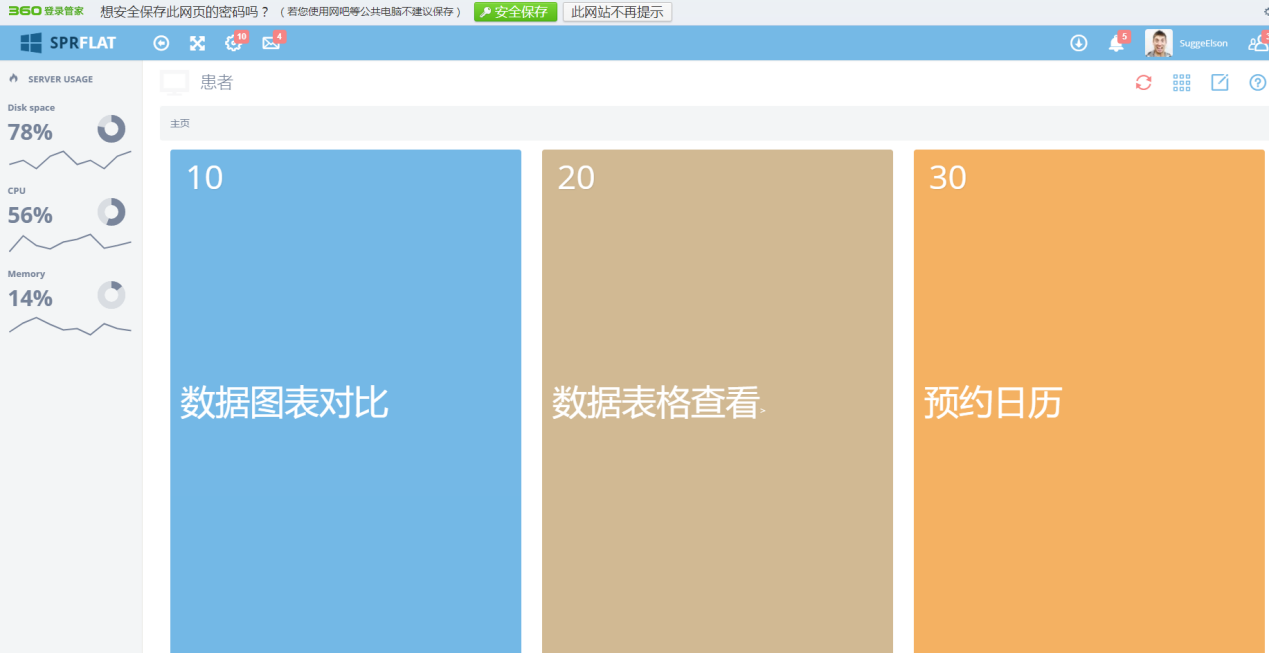 360登录管家 想安全保存此网页的密码吗？（若您使用网吧等公共电脑不建议保存） 安全保存 此网站不再提示
SPRFLAT 10 4 5 SuggeElson
SERVER USAGE
患者
主页
Disk space
78%
CPU
56%
Memory
14%
10
数据图表对比
20
数据表格查看>
30
预约日历